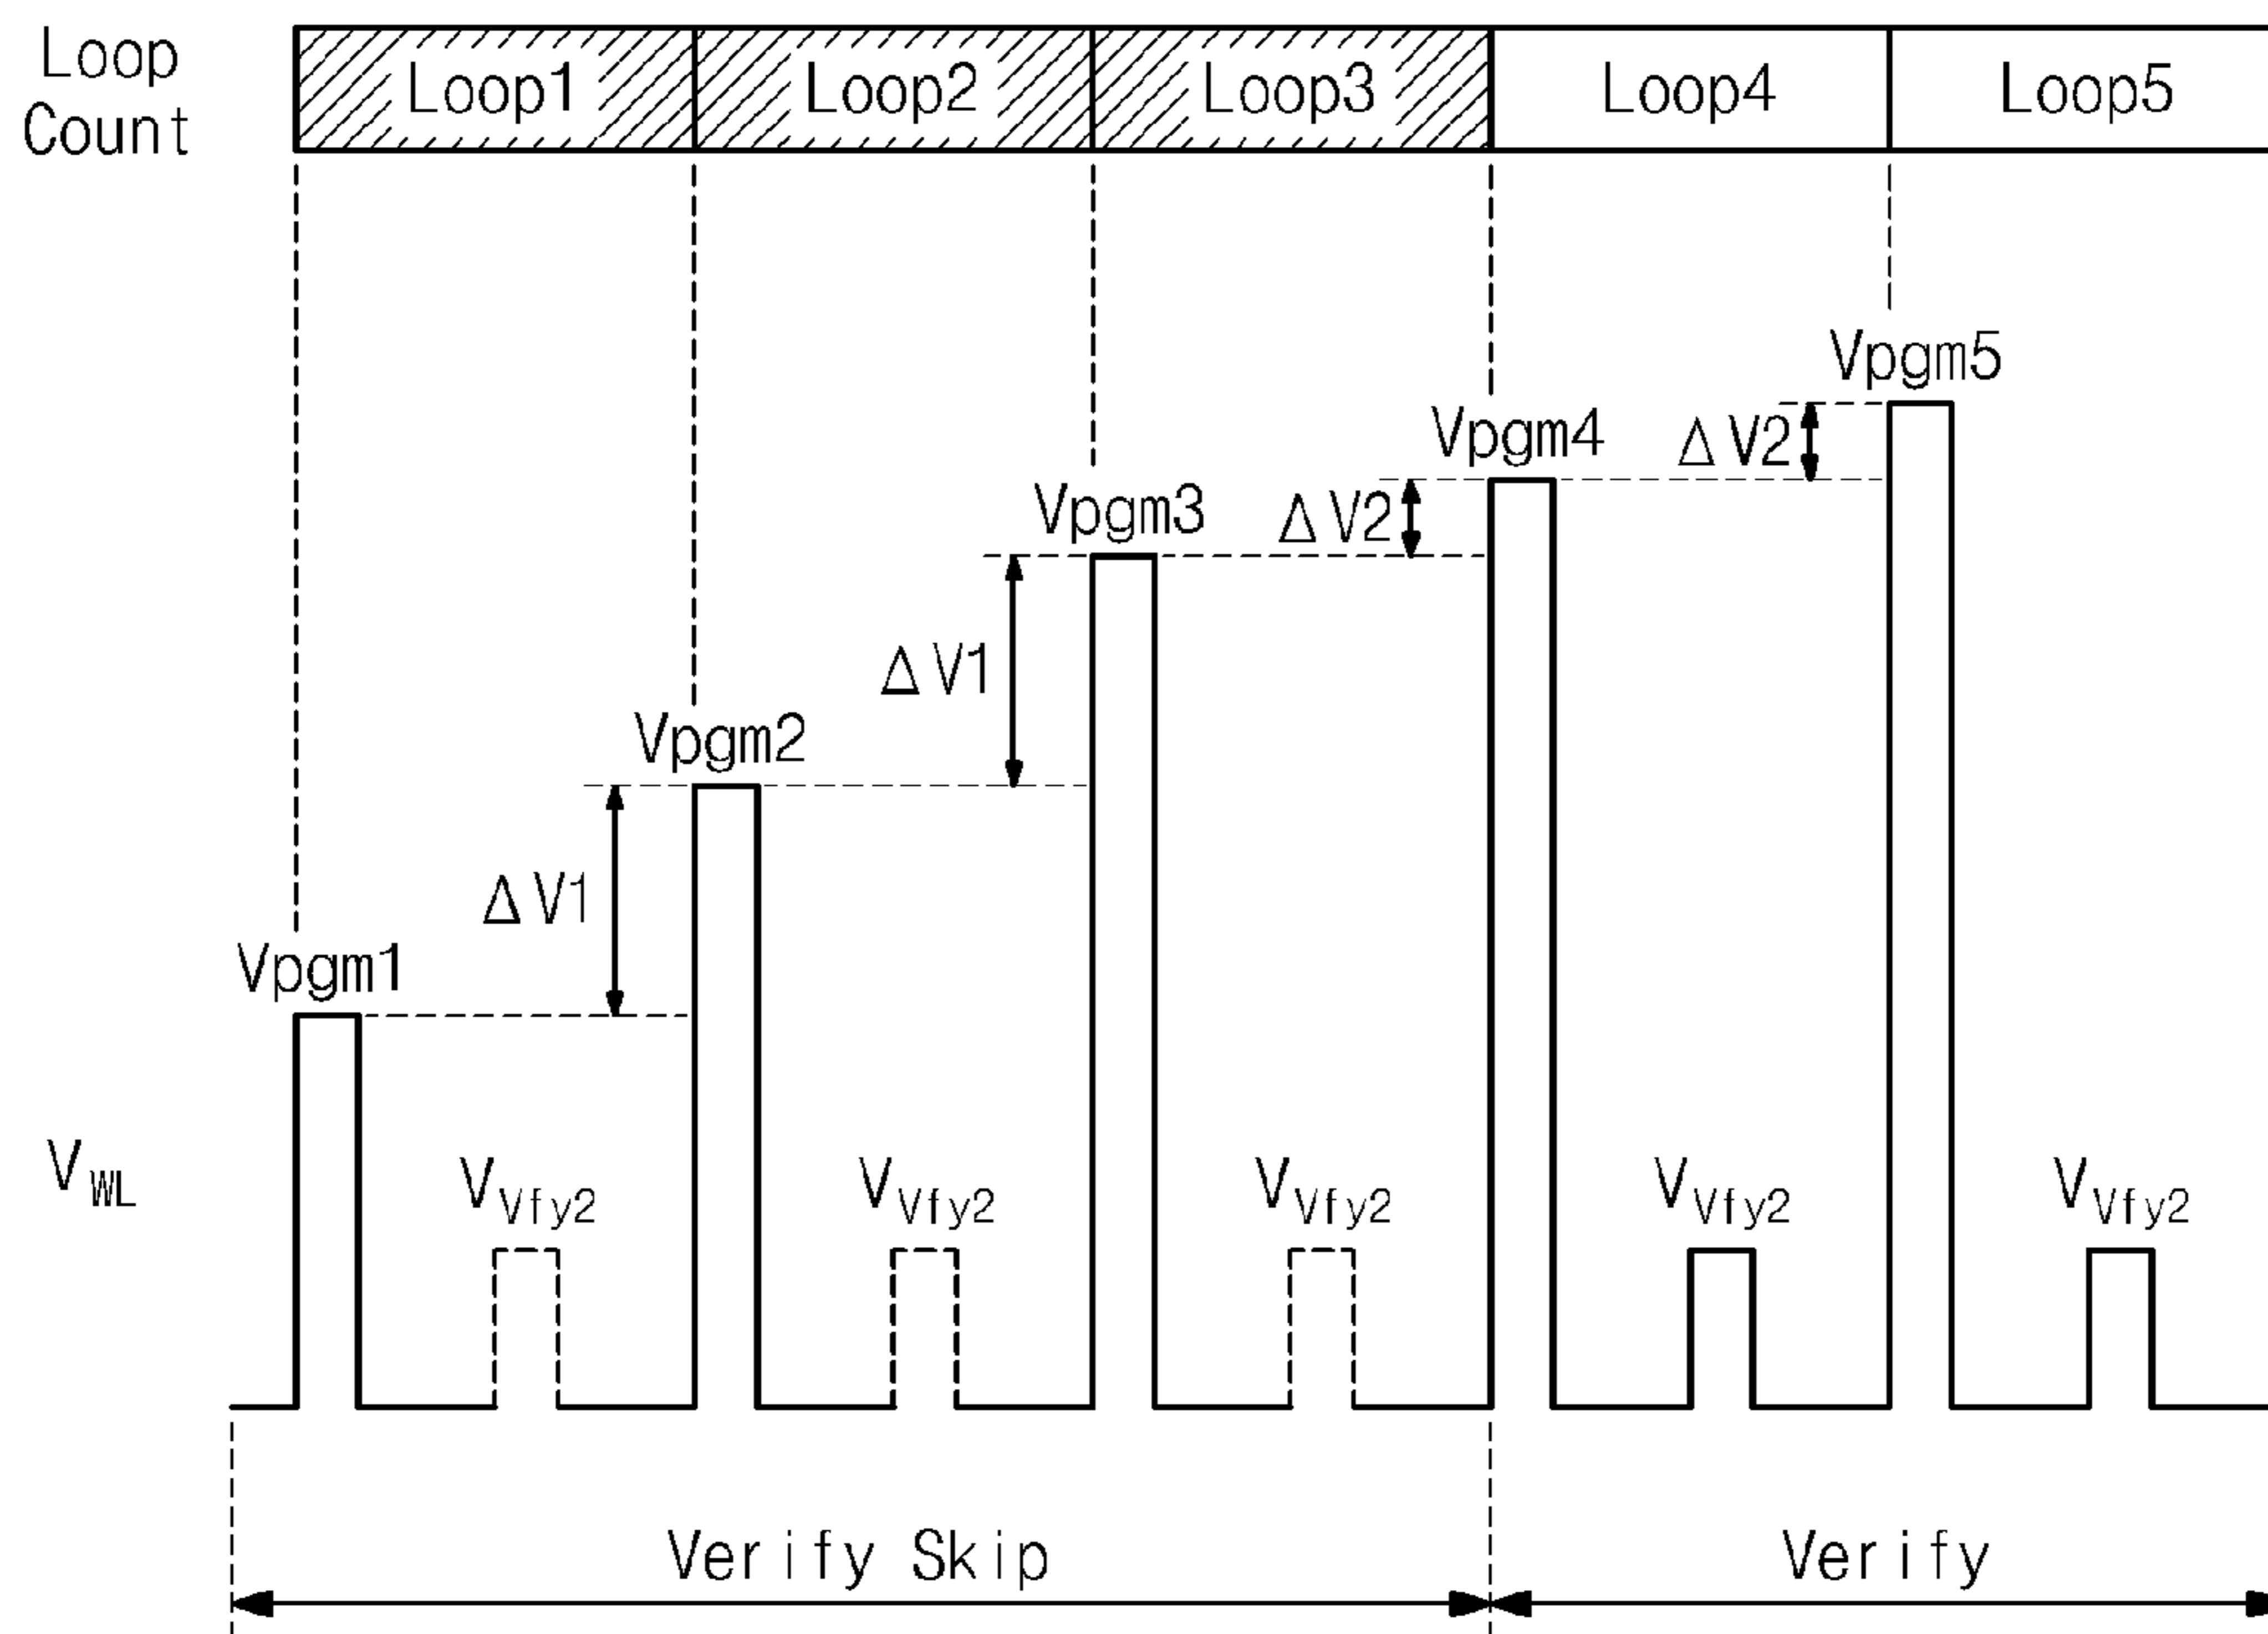 Loop Count
Loop1 Loop2 Loop3 Loop4 Loop5
Vpgm5
Vpgm4 ΔV2
Vpgm3 ΔV2
ΔV1
Vpgm2
ΔV1
Vpgm1
VWL VVfy2 VVfy2 VVfy2 VVfy2 VVfy2
Verify Skip Verify